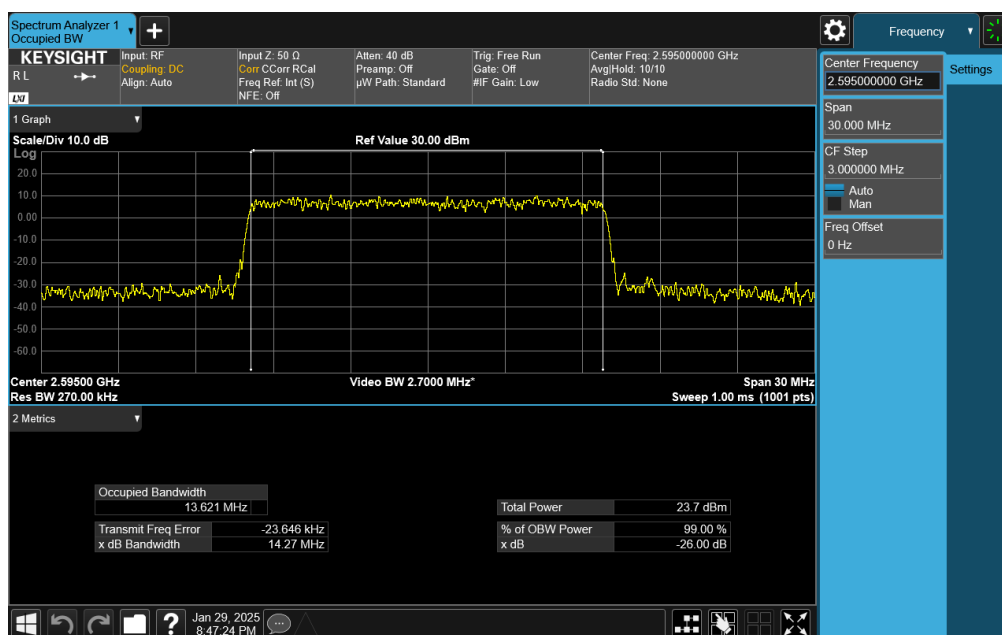 Spectrum Analyzer 1
Occupied BW
Frequency
KEYSIGHT
R L
LXI
Input: RF
Coupling: DC
Align: Auto
Input Z: 50 Ω
Corr CCorr RCal
Freq Ref: Int (S)
NFE: Off
Atten: 40 dB
Preamp: Off
µW Path: Standard
Trig: Free Run
Gate: Off
#IF Gain: Low
Center Freq: 2.595000000 GHz
Avg|Hold: 10/10
Radio Std: None
Center Frequency
2.595000000 GHz
Settings
Span
30.000 MHz
CF Step
3.000000 MHz
Auto
Man
Freq Offset
0 Hz
1 Graph
Scale/Div 10.0 dB
Ref Value 30.00 dBm
Log
20.0
10.0
0.00
-10.0
-20.0
-30.0
-40.0
-50.0
-60.0
Center 2.59500 GHz
Video BW 2.7000 MHz*
Span 30 MHz
Res BW 270.00 kHz
Sweep 1.00 ms (1001 pts)
2 Metrics
Occupied Bandwidth
13.621 MHz
Total Power 23.7 dBm
Transmit Freq Error -23.646 kHz
% of OBW Power 99.00 %
x dB Bandwidth 14.27 MHz
x dB -26.00 dB
Jan 29, 2025
8:47:24 PM